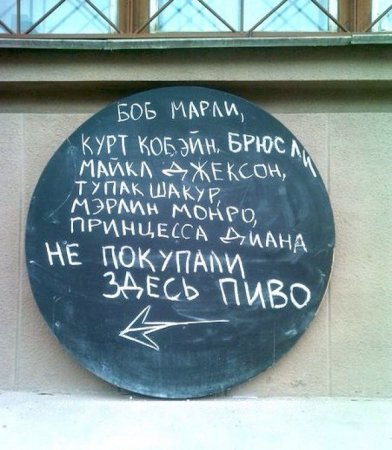 БОБ МАРЛИ,
КУРТ КОБЭЙН, БРЮС ЛИ
МАЙКЛ ДЖЕКСОН,
ТУПАК ШАКУР,
МЭРЛИН МОНРО,
ПРИНЦЕССА ДИАНА
НЕ ПОКУПАЛИ
ЗДЕСЬ ПИВО